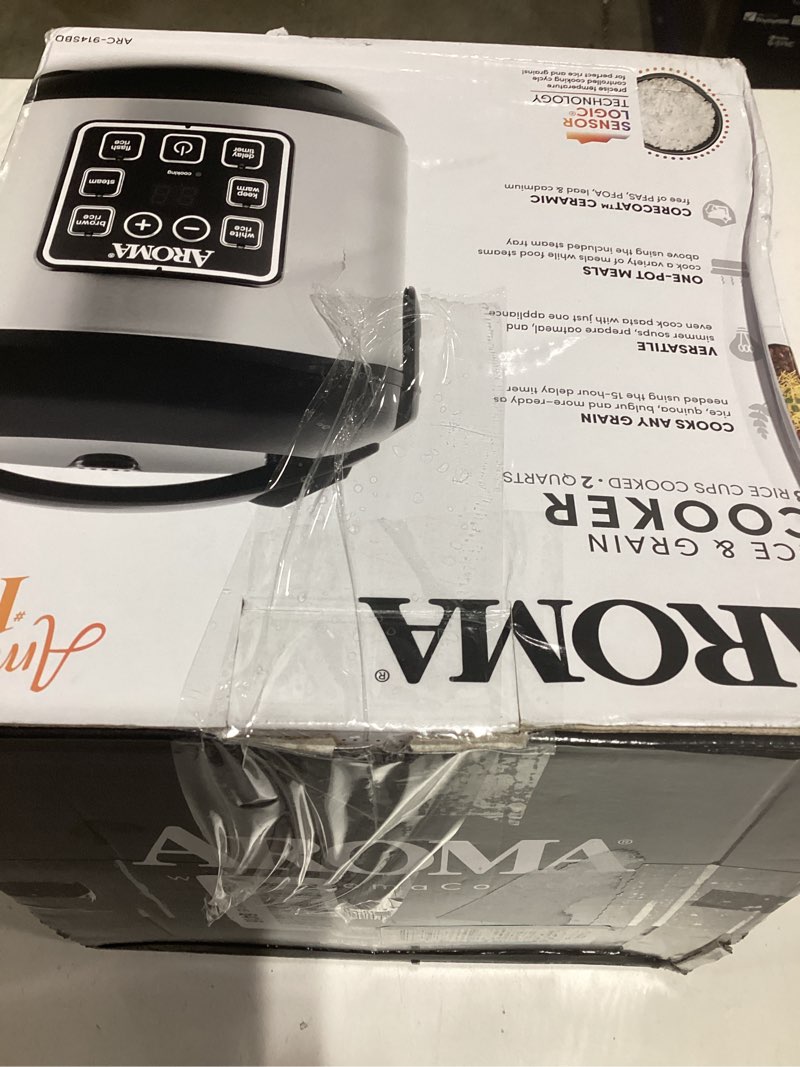 AROMA®
CE & GRAIN
COOKER
RICE CUPS COOKED • 2 QUARTS
COOKS ANY GRAIN
rice, quinoa, bulgur and more–ready as
needed using the 15-hour delay timer
VERSATILE
simmer soups, prepare oatmeal, and
even cook pasta with just one appliance
ONE-POT MEALS
cook a variety of meals while food steams
above using the included steam tray
CORECOAT™ CERAMIC
free of PFAS, PFOA, lead & cadmium
SENSOR
LOGIC®
TECHNOLOGY
precise temperature
controlled cooking cycle
for perfect rice and grains!
#1
AROMA®
white rice
−
+
brown rice
keep warm
cooking
steam
delay timer
flash rice
ARC-914SBD
AROMA®